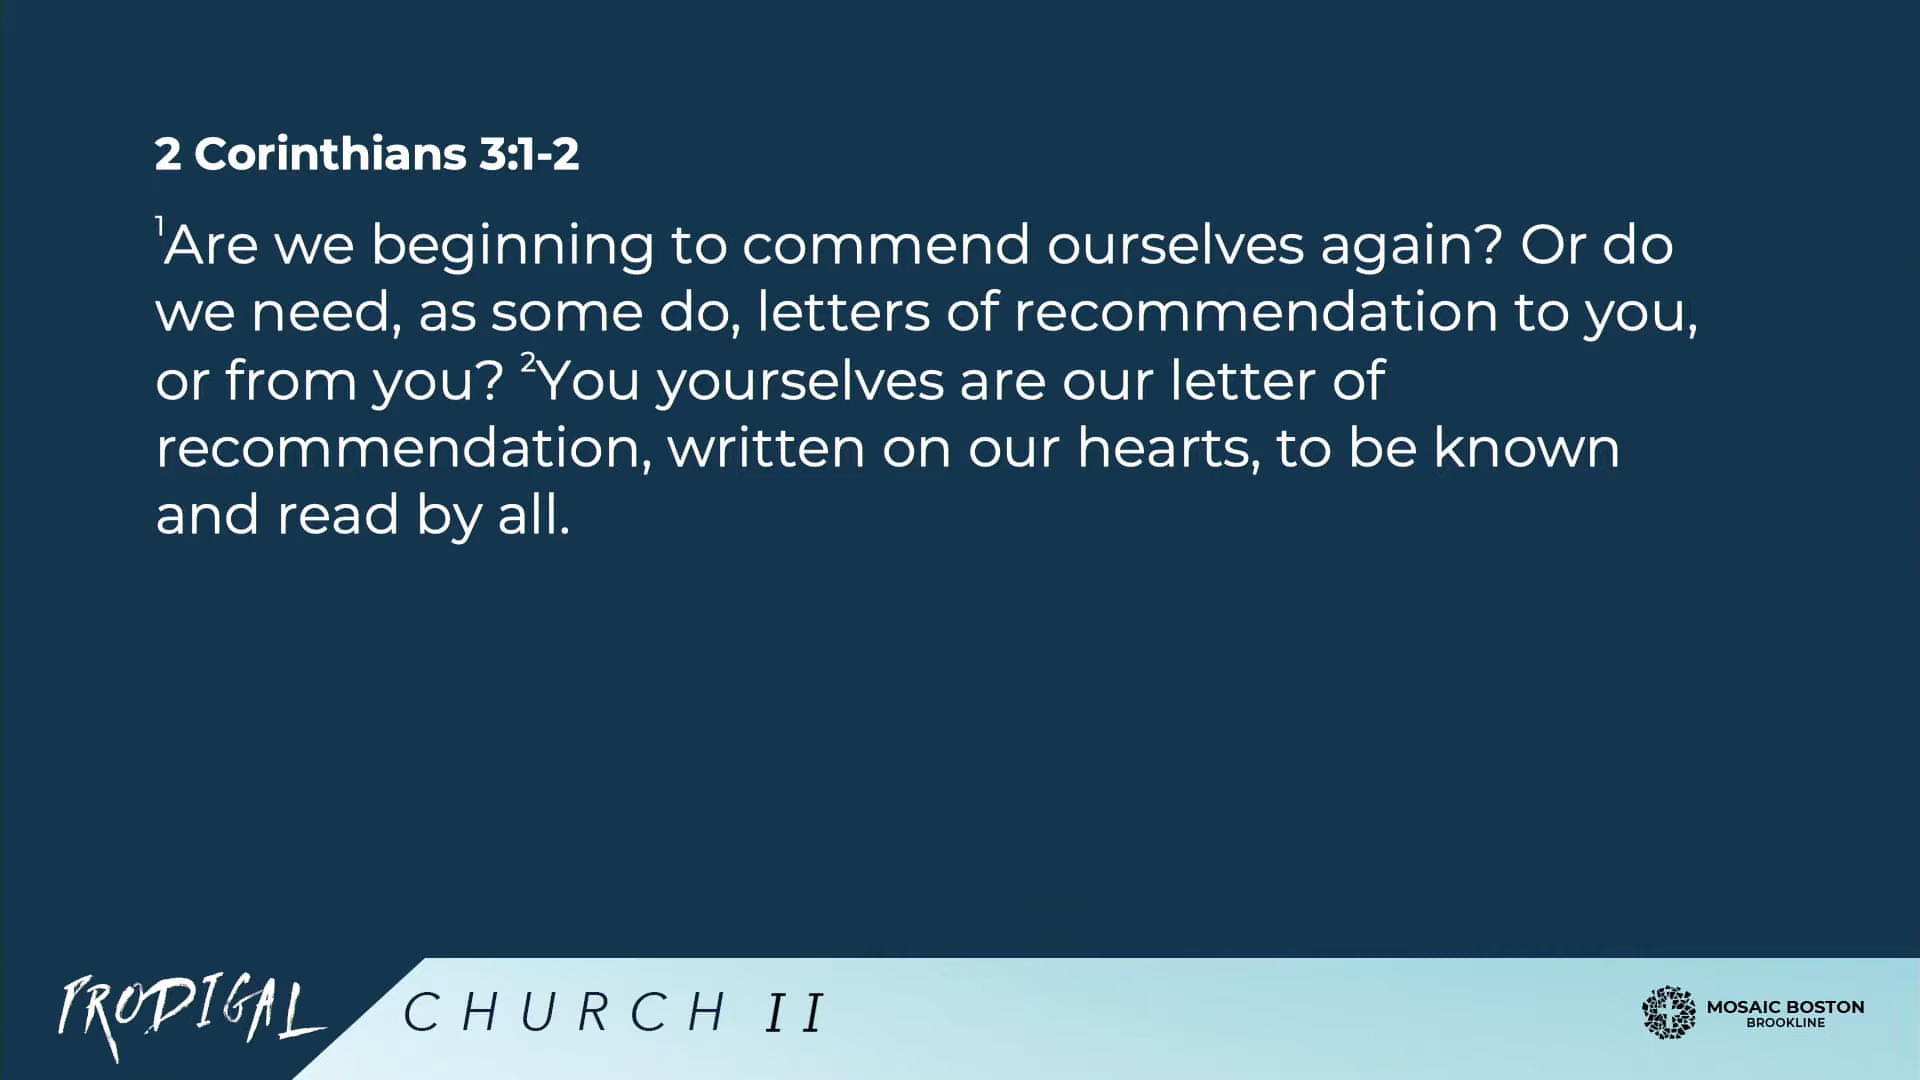 2 Corinthians 3:1-2
¹Are we beginning to commend ourselves again? Or do
we need, as some do, letters of recommendation to you,
or from you? ²You yourselves are our letter of
recommendation, written on our hearts, to be known
and read by all.
PRODIGAL CHURCH II
MOSAIC BOSTON
BROOKLINE